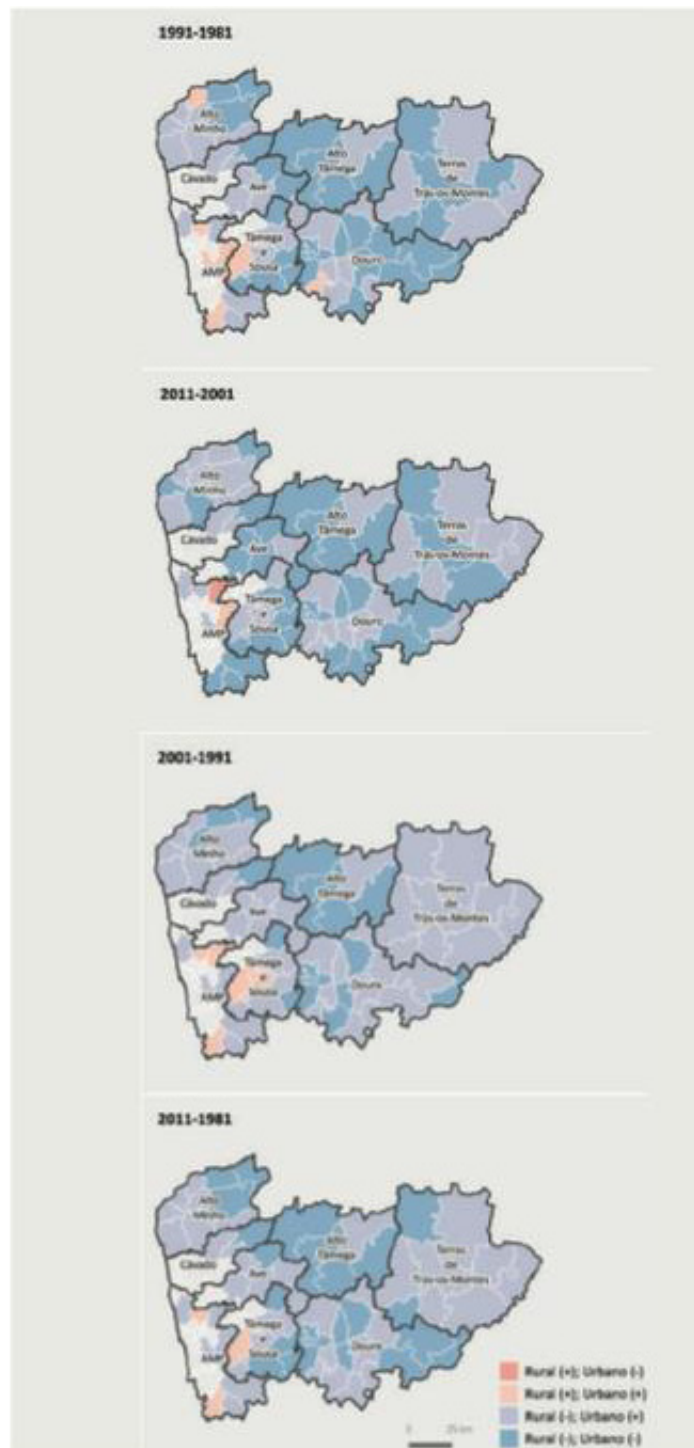 1991-1981
Alto
Minho
Cávado
Ave
Alto
Tâmega
Terras
de
Trás-os-Montes
Tâmega
e
Sousa
AMP
Douro
2011-2001
Alto
Minho
Cávado
Ave
Alto
Tâmega
Terras
de
Trás-os-Montes
Tâmega
e
Sousa
AMP
Douro
2001-1991
Alto
Minho
Cávado
Ave
Alto
Tâmega
Terras
de
Trás-os-Montes
Tâmega
e
Sousa
AMP
Douro
2011-1981
Alto
Minho
Cávado
Ave
Alto
Tâmega
Terras
de
Trás-os-Montes
Tâmega
e
Sousa
AMP
Douro
Rural (+); Urbano (-)
Rural (+); Urbano (+)
Rural (-); Urbano (+)
Rural (-); Urbano (-)
0 25 km